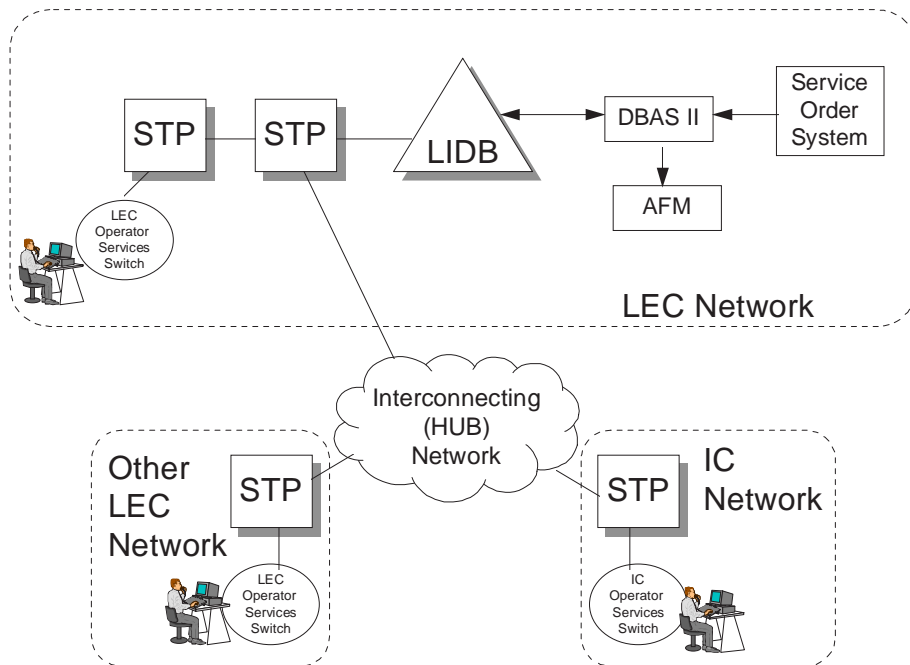 STP
STP
LIDB
DBAS II
Service
Order
System
AFM
LEC
Operator
Services
Switch
LEC Network
Interconnecting
(HUB)
Network
Other
LEC
Network
STP
LEC
Operator
Services
Switch
STP
IC
Network
IC
Operator
Services
Switch